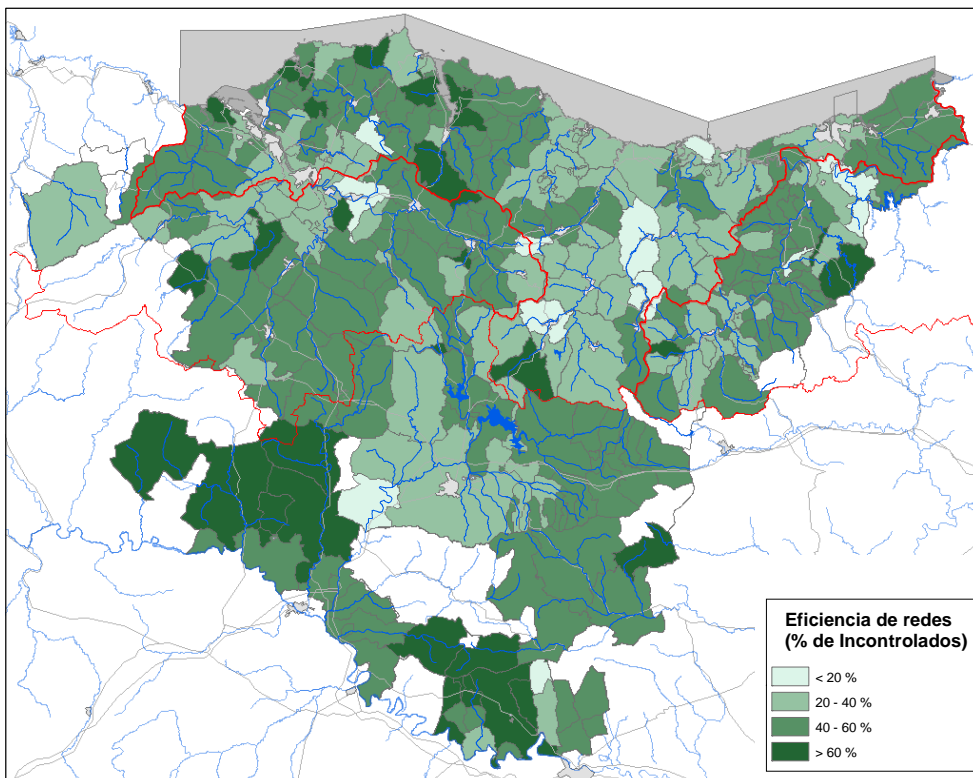 Eficiencia de redes
(% de Incontrolados)
< 20 %
20 - 40 %
40 - 60 %
> 60 %